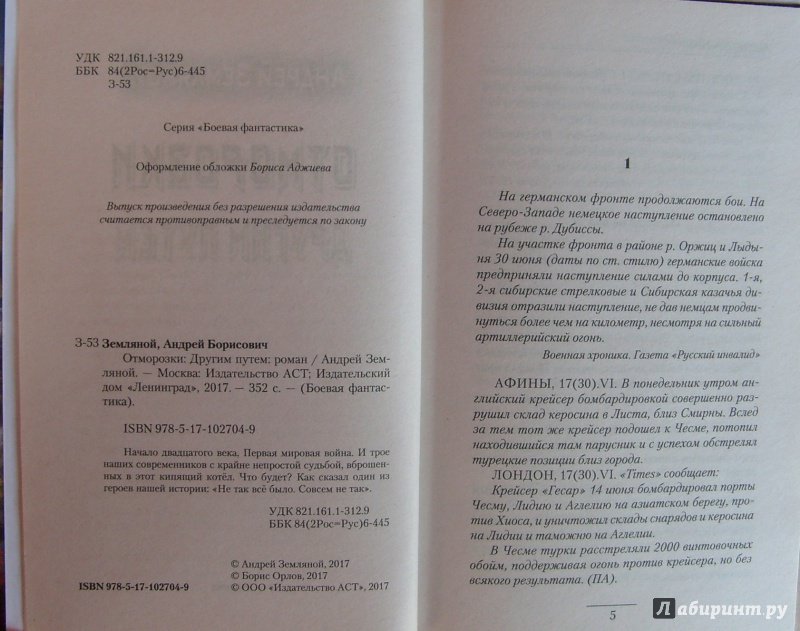 УДК 821.161.1-312.9
ББК 84(2Рос=Рус)6-445
З-53
Серия «Боевая фантастика»
Оформление обложки Бориса Аджиева
Выпуск произведения без разрешения издательства
считается противоправным и преследуется по закону
З-53 Земляной, Андрей Борисович
Отморозки: Другим путем: роман / Андрей Зем-
ляной. — Москва: Издательство АСТ; Издательский
дом «Ленинград», 2017. — 352 с. — (Боевая фантас-
тика).
ISBN 978-5-17-102704-9
Начало двадцатого века. Первая мировая война. И трое
наших современников с крайне непростой судьбой, вброшен-
ных в этот кипящий котёл. Что будет? Как сказал один из
героев нашей истории: «Не так всё было. Совсем не так».
УДК 821.161.1-312.9
ББК 84(2Рос=Рус)6-445
© Андрей Земляной, 2017
© Борис Орлов, 2017
ISBN 978-5-17-102704-9 © ООО «Издательство АСТ», 2017
1
На германском фронте продолжаются бои. На
Северо-Западе немецкое наступление остановлено
на рубеже р. Дубиссы.
На участке фронта в районе р. Оржиц и Лыды-
ня 30 июня (даты по ст. стилю) германские войска
предприняли наступление силами до корпуса. 1-я,
2-я сибирские стрелковые и Сибирская казачья ди-
визия отразили наступление, не дав немцам продви-
нуться более чем на километр, несмотря на сильный
артиллерийский огонь.
Военная хроника. Газета «Русский инвалид»
АФИНЫ, 17(30).VI. В понедельник утром ан-
глийский крейсер бомбардировкой совершенно раз-
рушил склад керосина в Листа, близ Смирны. Вслед
за тем тот же крейсер подошел к Чесме, потопил
находившийся там парусник и с успехом обстрелял
турецкие позиции близ города.
ЛОНДОН, 17(30).VI. «Times» сообщает:
Крейсер «Гесар» 14 июня бомбардировал порты
Чесму, Лидию и Аглелию на азиатском берегу, про-
тив Хиоса, и уничтожил склады снарядов и керосина
на Лидии и таможню на Аглелии.
В Чесме турки расстреляли 2000 винтовочных
обойм, поддерживая огонь против крейсера, но без
всякого результата. (ПА).
5
Лабиринт.ру